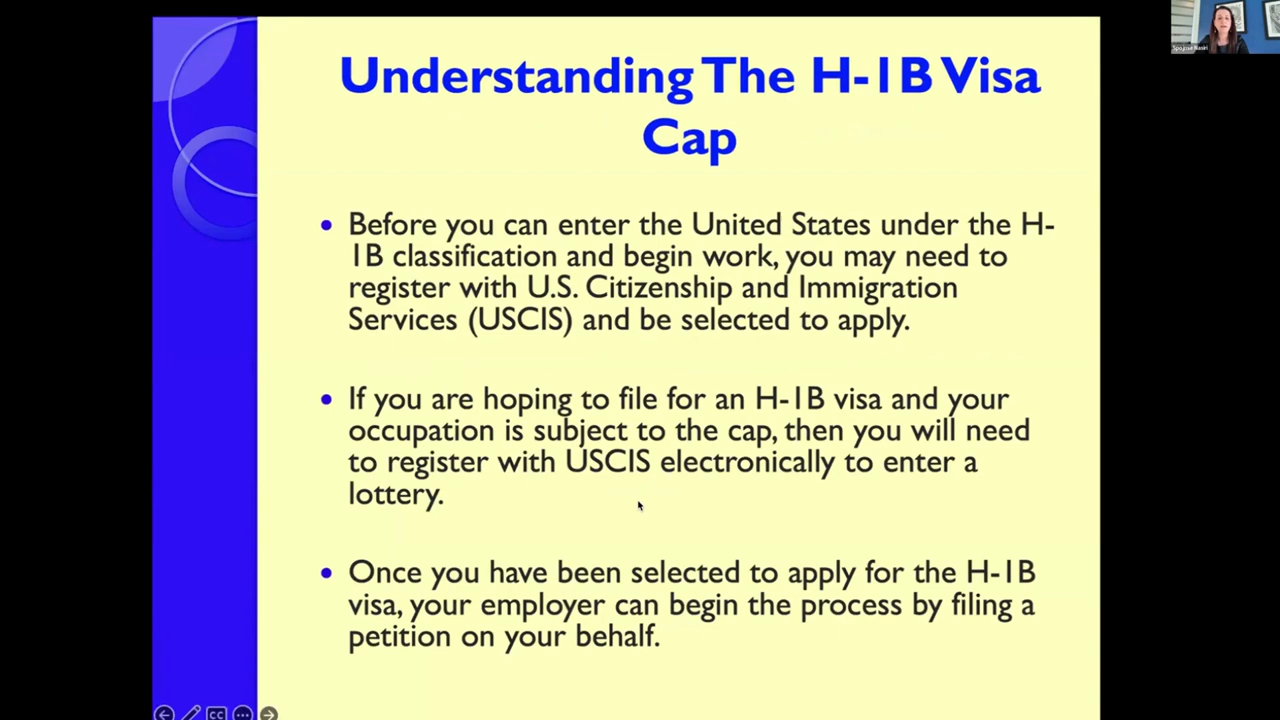 Understanding The H-1B Visa
Cap
• Before you can enter the United States under the H-
1B classification and begin work, you may need to
register with U.S. Citizenship and Immigration
Services (USCIS) and be selected to apply.
• If you are hoping to file for an H-1B visa and your
occupation is subject to the cap, then you will need
to register with USCIS electronically to enter a
lottery.
• Once you have been selected to apply for the H-1B
visa, your employer can begin the process by filing a
petition on your behalf.
Spojmie Nasiri
CC